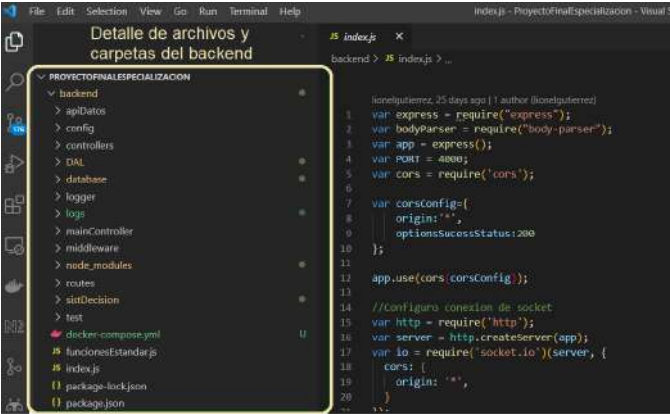 File Edit Selection View Go Run Terminal Help
index.js - ProyectoFinalEspecializacion - Visual S
Detalle de archivos y
carpetas del backend
PROYECTOFINALESPECIALIZACION
backend
apiDatos
config
controllers
DAL
database
logger
logs
mainController
middleware
node_modules
routes
sistDecision
test
docker-compose.yml U
JS funcionesEstandar.js
JS index.js
{} package-lock.json
{} package.json
JS index.js X
backend > JS index.js > ...
lionelgutierrez, 25 days ago | 1 author (lionelgutierrez)
1 var express = require("express");
2 var bodyParser = require("body-parser");
3 var app = express();
4 var PORT = 4000;
5 var cors = require('cors');
6
7 var corsConfig={
8 origin:'*',
9 optionsSucessStatus:200
10 };
11
12 app.use(cors(corsConfig));
13
14 //Configuro conexion de socket
15 var http = require('http');
16 var server = http.createServer(app);
17 var io = require('socket.io')(server, {
18 cors: {
19 origin: '*',
20 }